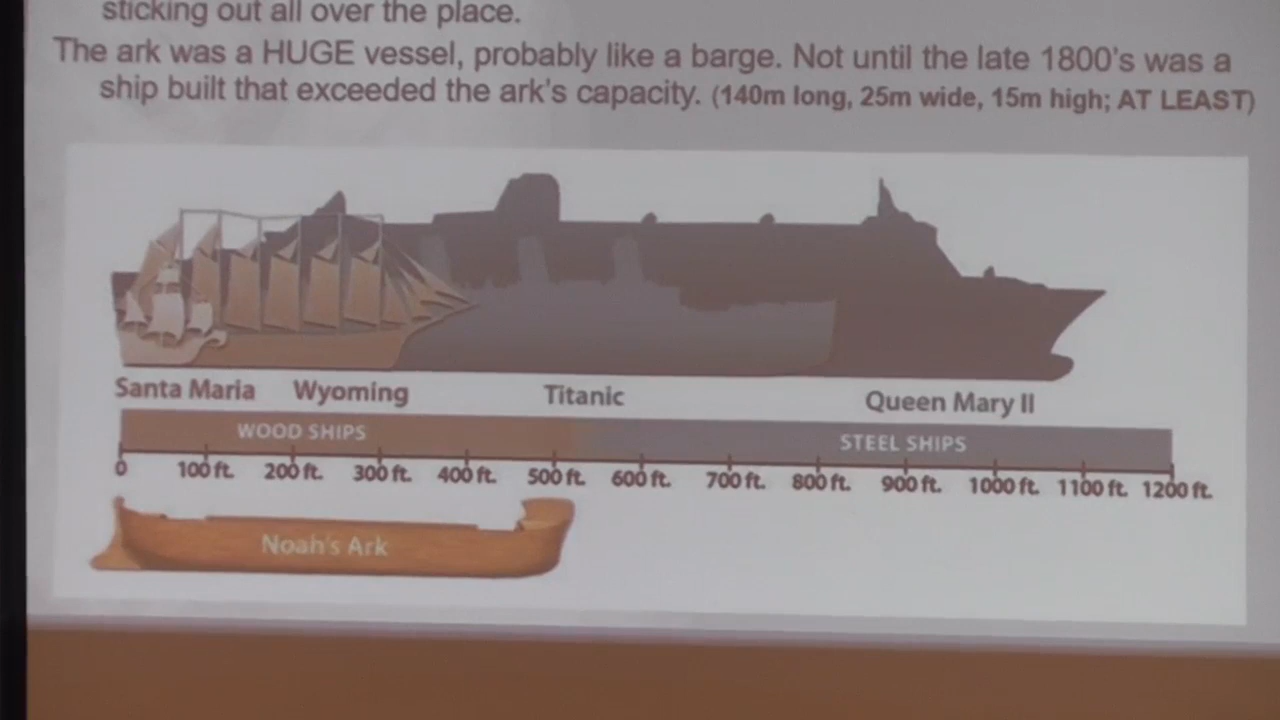 sticking out all over the place.
The ark was a HUGE vessel, probably like a barge. Not until the late 1800's was a
ship built that exceeded the ark's capacity. (140m long, 25m wide, 15m high; AT LEAST)
Santa Maria Wyoming Titanic Queen Mary II
WOOD SHIPS STEEL SHIPS
0 100 ft. 200 ft. 300 ft. 400 ft. 500 ft. 600 ft. 700 ft. 800 ft. 900 ft. 1000 ft. 1100 ft. 1200 ft.
Noah's Ark